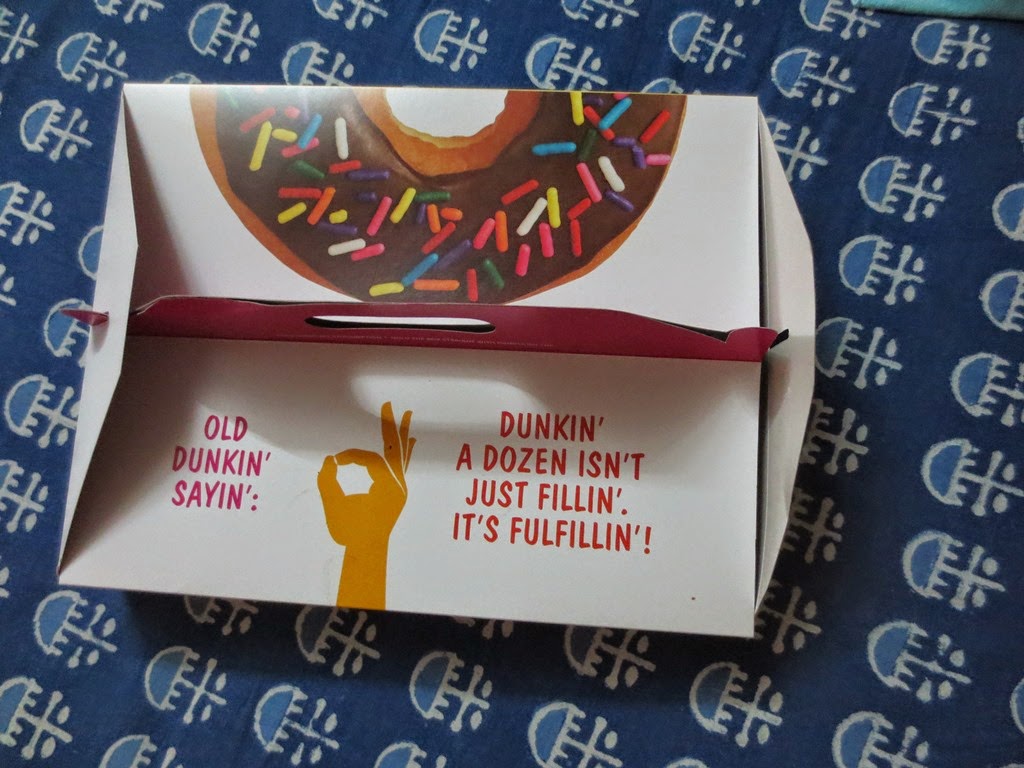 OLD
DUNKIN'
SAYIN':
DUNKIN'
A DOZEN ISN'T
JUST FILLIN'.
IT'S FULFILLIN'!